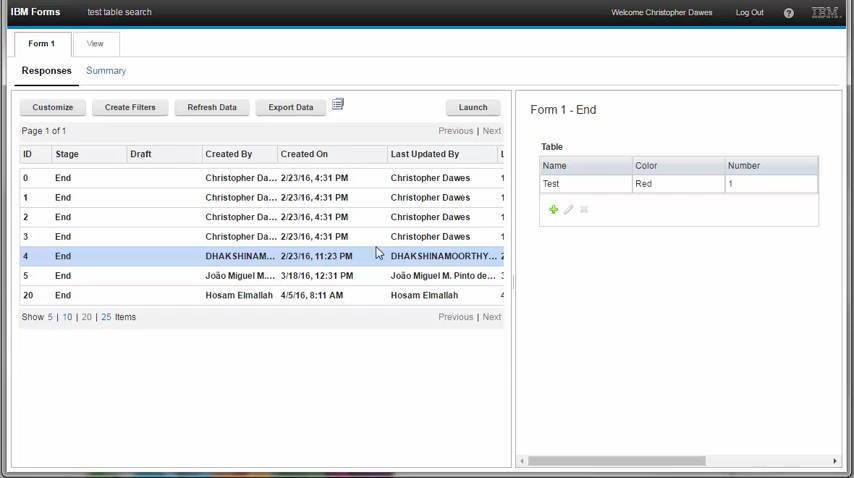 IBM Forms test table search Welcome Christopher Dawes Log Out ? IBM
Form 1 View
Responses Summary
Customize Create Filters Refresh Data Export Data Launch
Page 1 of 1 Previous | Next
ID Stage Draft Created By Created On Last Updated By L
0 End Christopher Da... 2/23/16, 4:31 PM Christopher Dawes 1
1 End Christopher Da... 2/23/16, 4:31 PM Christopher Dawes 1
2 End Christopher Da... 2/23/16, 4:31 PM Christopher Dawes 1
3 End Christopher Da... 2/23/16, 4:31 PM Christopher Dawes 1
4 End DHAKSHINAM... 2/23/16, 11:23 PM DHAKSHINAMOORTHY... 2
5 End João Miguel M.... 3/18/16, 12:31 PM João Miguel M. Pinto de... 3
20 End Hosam Elmallah 4/5/16, 8:11 AM Hosam Elmallah 4
Show 5 | 10 | 20 | 25 Items Previous | Next
Form 1 - End
Table
Name Color Number
Test Red 1